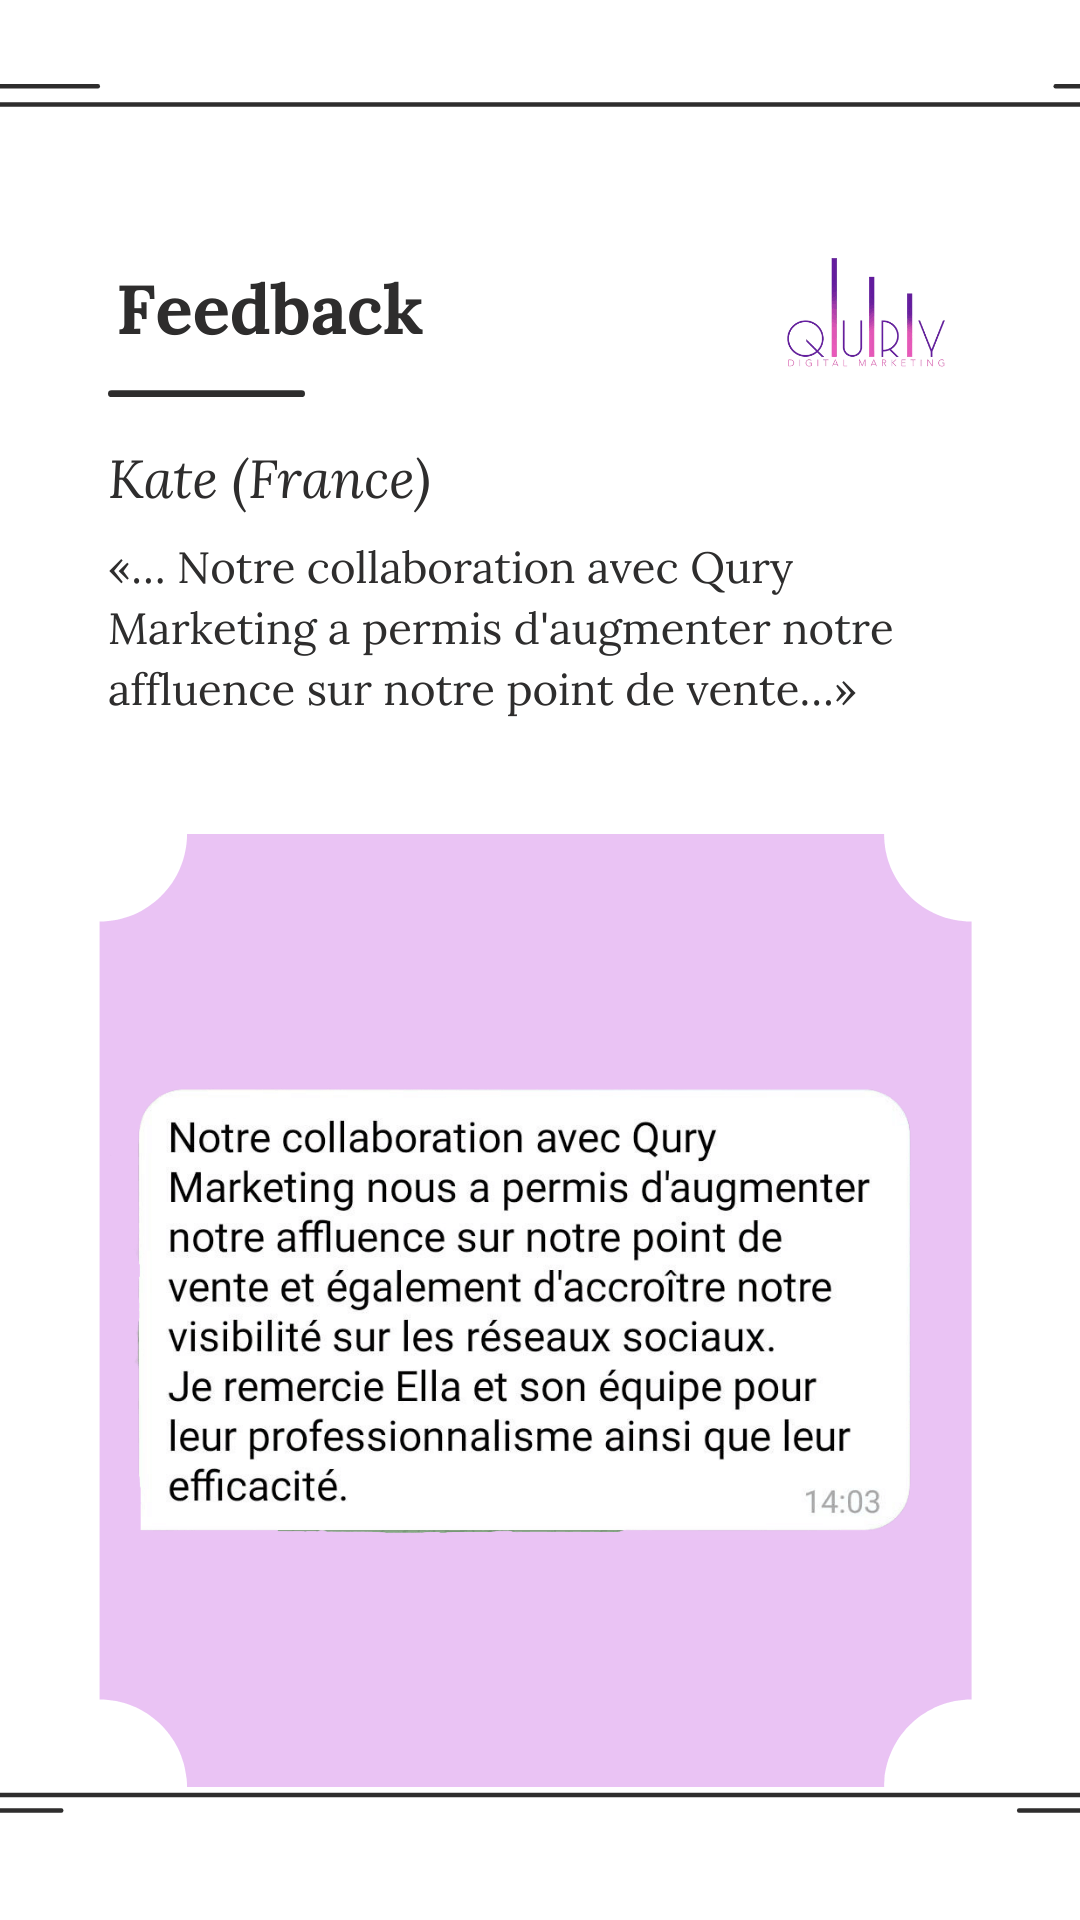 Feedback
QURY
DIGITAL MARKETING
Kate (France)
«... Notre collaboration avec Qury
Marketing a permis d'augmenter notre
affluence sur notre point de vente...»
Notre collaboration avec Qury
Marketing nous a permis d'augmenter
notre affluence sur notre point de
vente et également d'accroître notre
visibilité sur les réseaux sociaux.
Je remercie Ella et son équipe pour
leur professionnalisme ainsi que leur
efficacité.
14:03